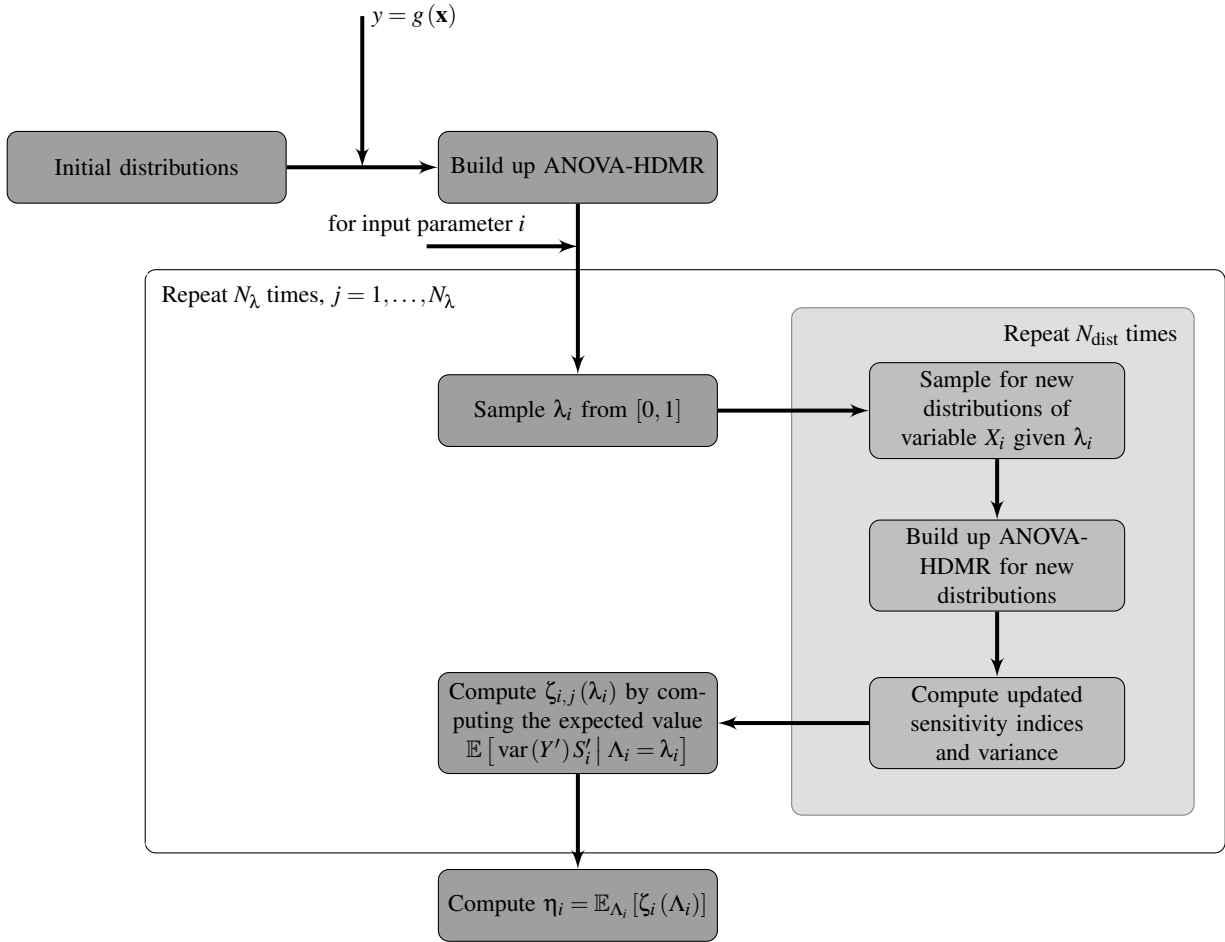 y = g(x)
Initial distributions
Build up ANOVA-HDMR
for input parameter i
Repeat N_λ times, j = 1,...,N_λ
Repeat N_dist times
Sample λ_i from [0,1]
Sample for new
distributions of
variable X_i given λ_i
Build up ANOVA-
HDMR for new
distributions
Compute ζ_{i,j}(λ_i) by com-
puting the expected value
𝔼[var(Y′)S′_i | Λ_i = λ_i]
Compute updated
sensitivity indices
and variance
Compute η_i = 𝔼_{Λ_i}[ζ_i(Λ_i)]